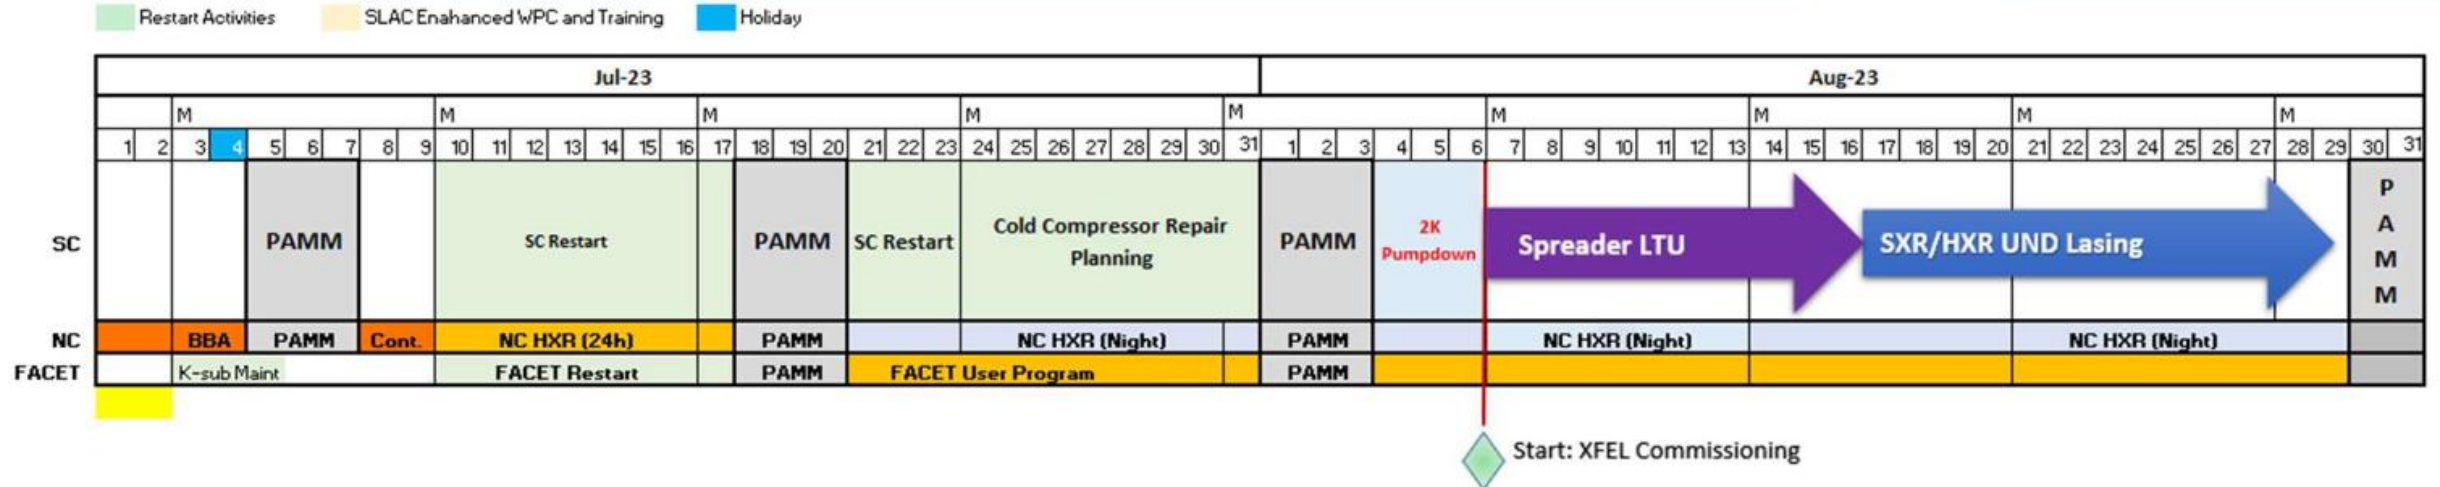 Restart Activities SLAC Enahanced WPC and Training Holiday
Jul-23 Aug-23
M M M M M M M M M
1 2 3 4 5 6 7 8 9 10 11 12 13 14 15 16 17 18 19 20 21 22 23 24 25 26 27 28 29 30 31 1 2 3 4 5 6 7 8 9 10 11 12 13 14 15 16 17 18 19 20 21 22 23 24 25 26 27 28 29 30 31
SC PAMM SC Restart PAMM SC Restart Cold Compressor Repair
Planning
PAMM
2K
Pumpdown
Spreader LTU SXR/HXR UND Lasing
P
A
M
M
NC BBA PAMM Cont. NC HXR (24h) PAMM NC HXR (Night) PAMM NC HXR (Night) NC HXR (Night)
FACET K-sub Maint FACET Restart PAMM FACET User Program PAMM
Start: XFEL Commissioning